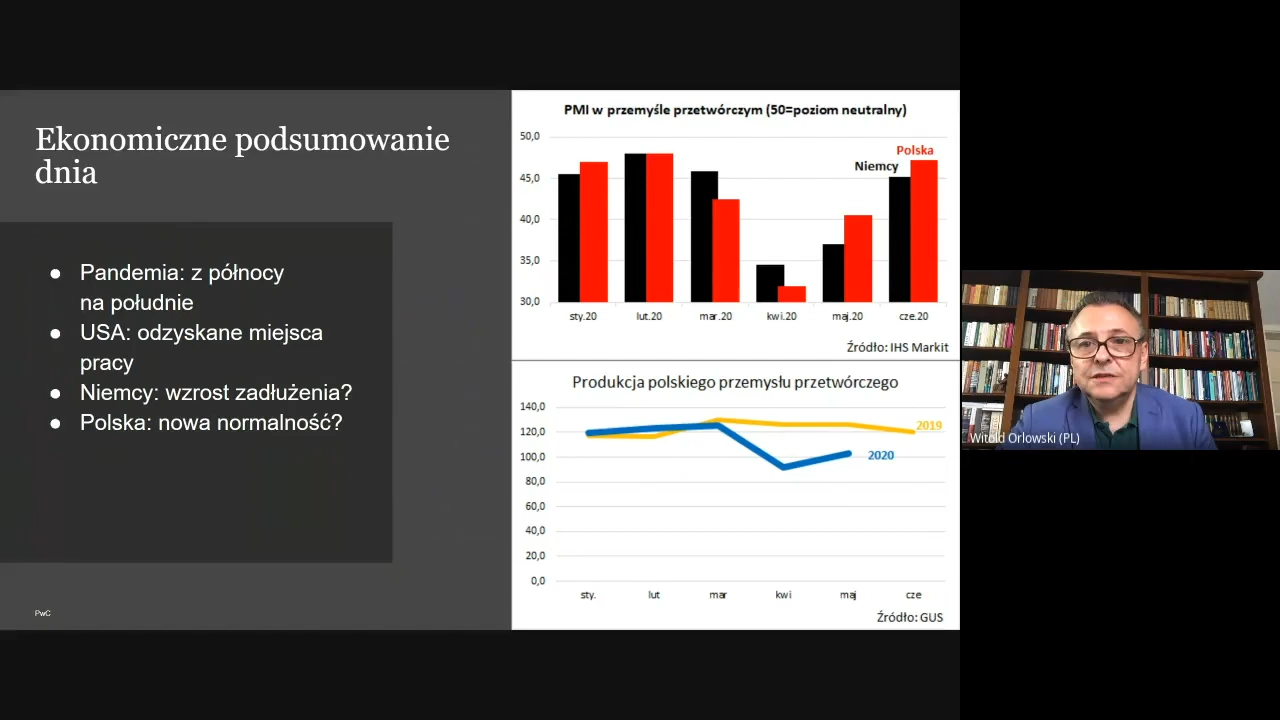 Ekonomiczne podsumowanie
dnia
● Pandemia: z północy
na południe
● USA: odzyskane miejsca
pracy
● Niemcy: wzrost zadłużenia?
● Polska: nowa normalność?
PwC
PMI w przemyśle przetwórczym (50=poziom neutralny)
50,0
45,0
40,0
35,0
30,0
Polska
Niemcy
sty.20 lut.20 mar.20 kwi.20 maj.20 cze.20
Źródło: IHS Markit
Produkcja polskiego przemysłu przetwórczego
140,0
120,0
100,0
80,0
60,0
40,0
20,0
0,0
2019
2020
sty. lut mar kwi maj cze
Źródło: GUS
Witold Orlowski (PL)